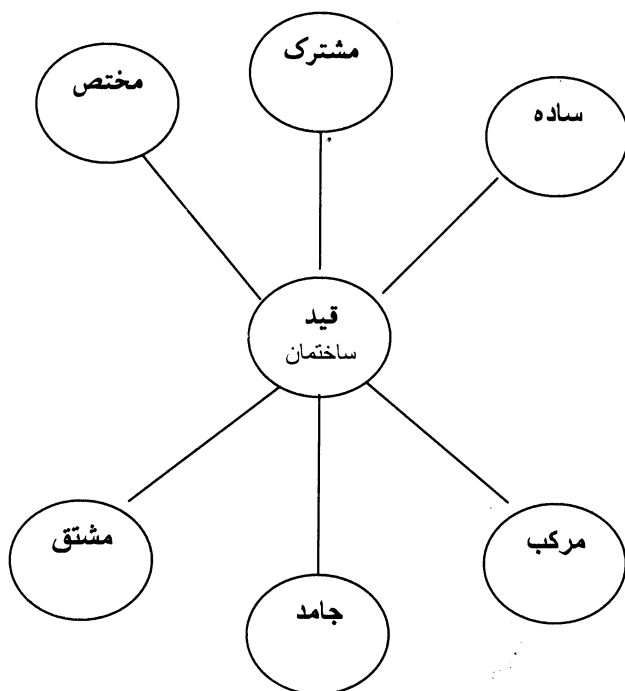 مشترک
مختص
ساده
قید
ساختمان
مشتق
مرکب
جامد